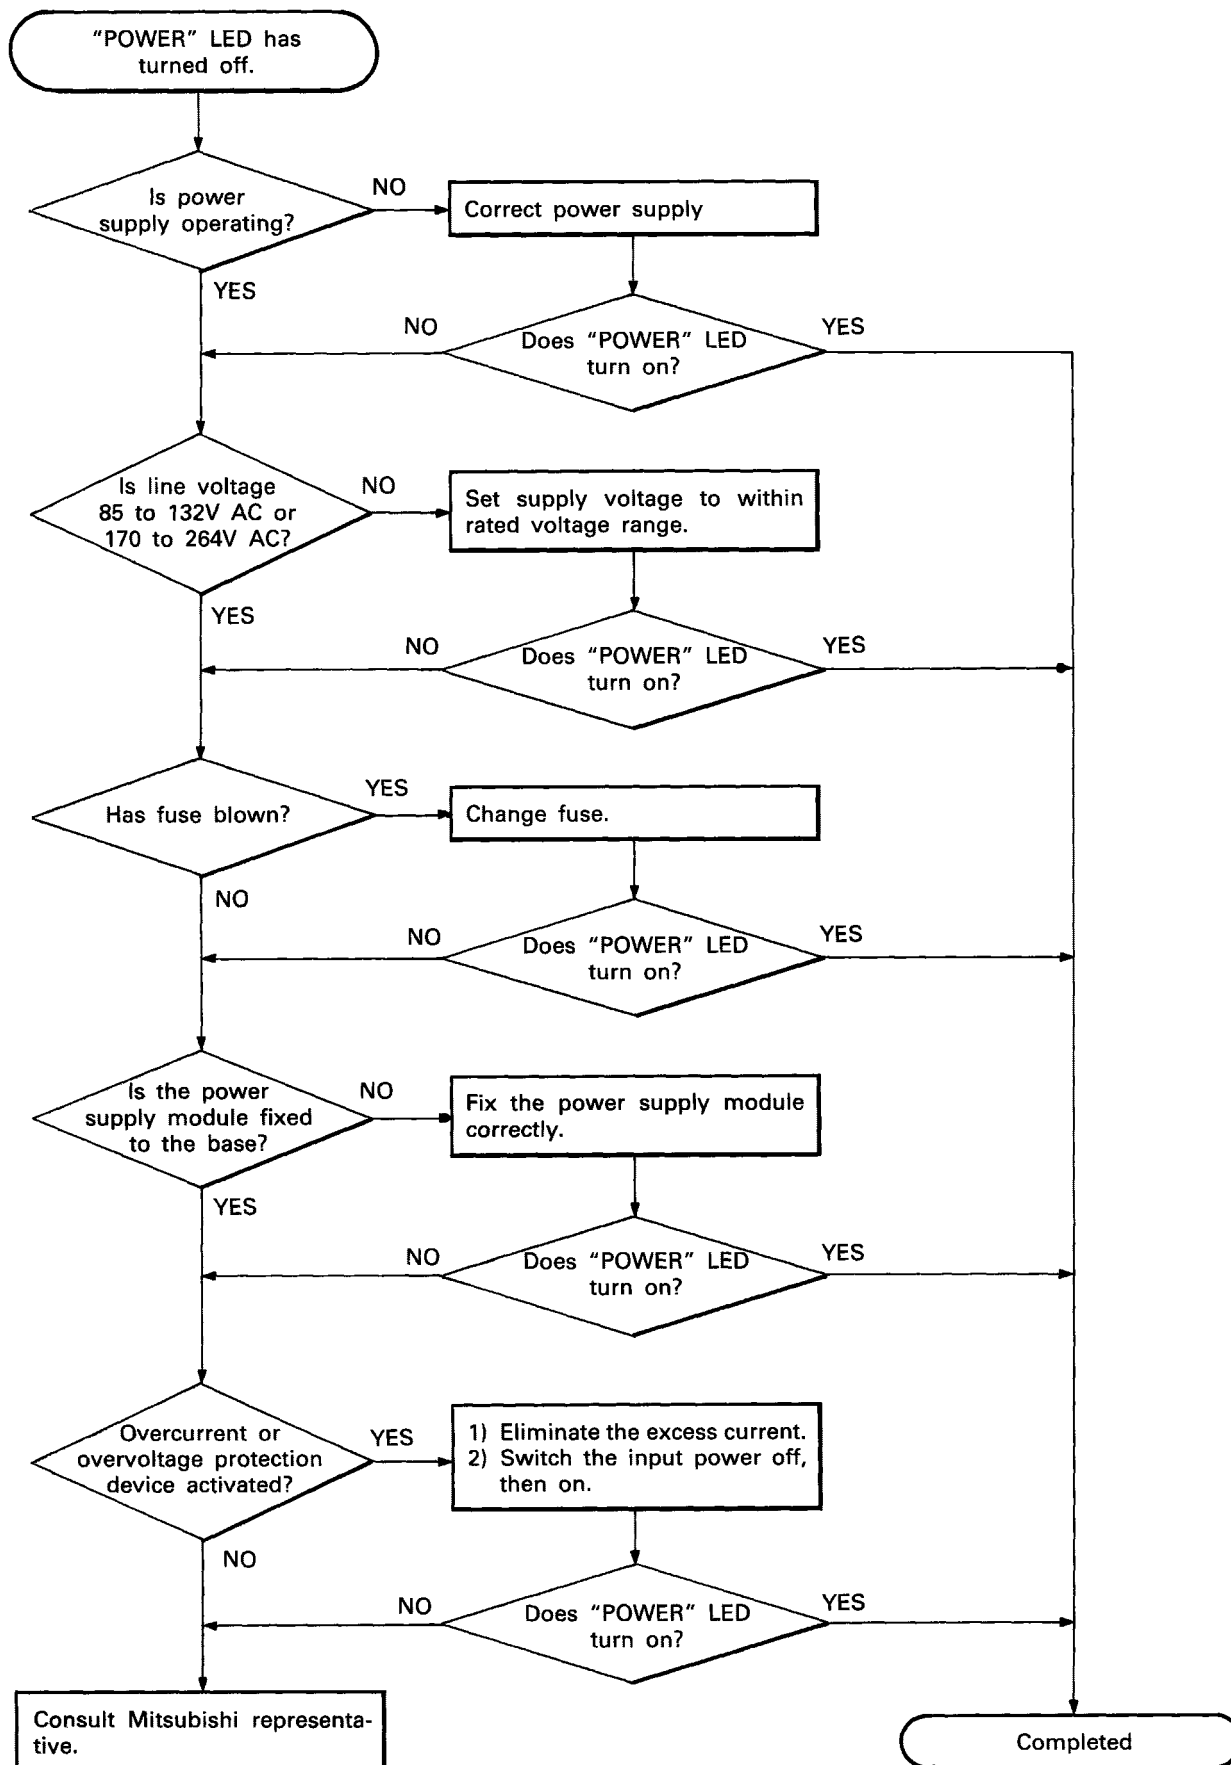 “POWER” LED has
turned off.
Is power
supply operating?
NO
Correct power supply
YES
NO
Does “POWER” LED
turn on?
YES
Is line voltage
85 to 132V AC or
170 to 264V AC?
NO
Set supply voltage to within
rated voltage range.
YES
NO
Does “POWER” LED
turn on?
YES
Has fuse blown?
YES
Change fuse.
NO
NO
Does “POWER” LED
turn on?
YES
Is the power
supply module fixed
to the base?
NO
Fix the power supply module
correctly.
YES
NO
Does “POWER” LED
turn on?
YES
Overcurrent or
overvoltage protection
device activated?
YES
1) Eliminate the excess current.
2) Switch the input power off,
then on.
NO
NO
Does “POWER” LED
turn on?
YES
Consult Mitsubishi representa-
tive.
Completed